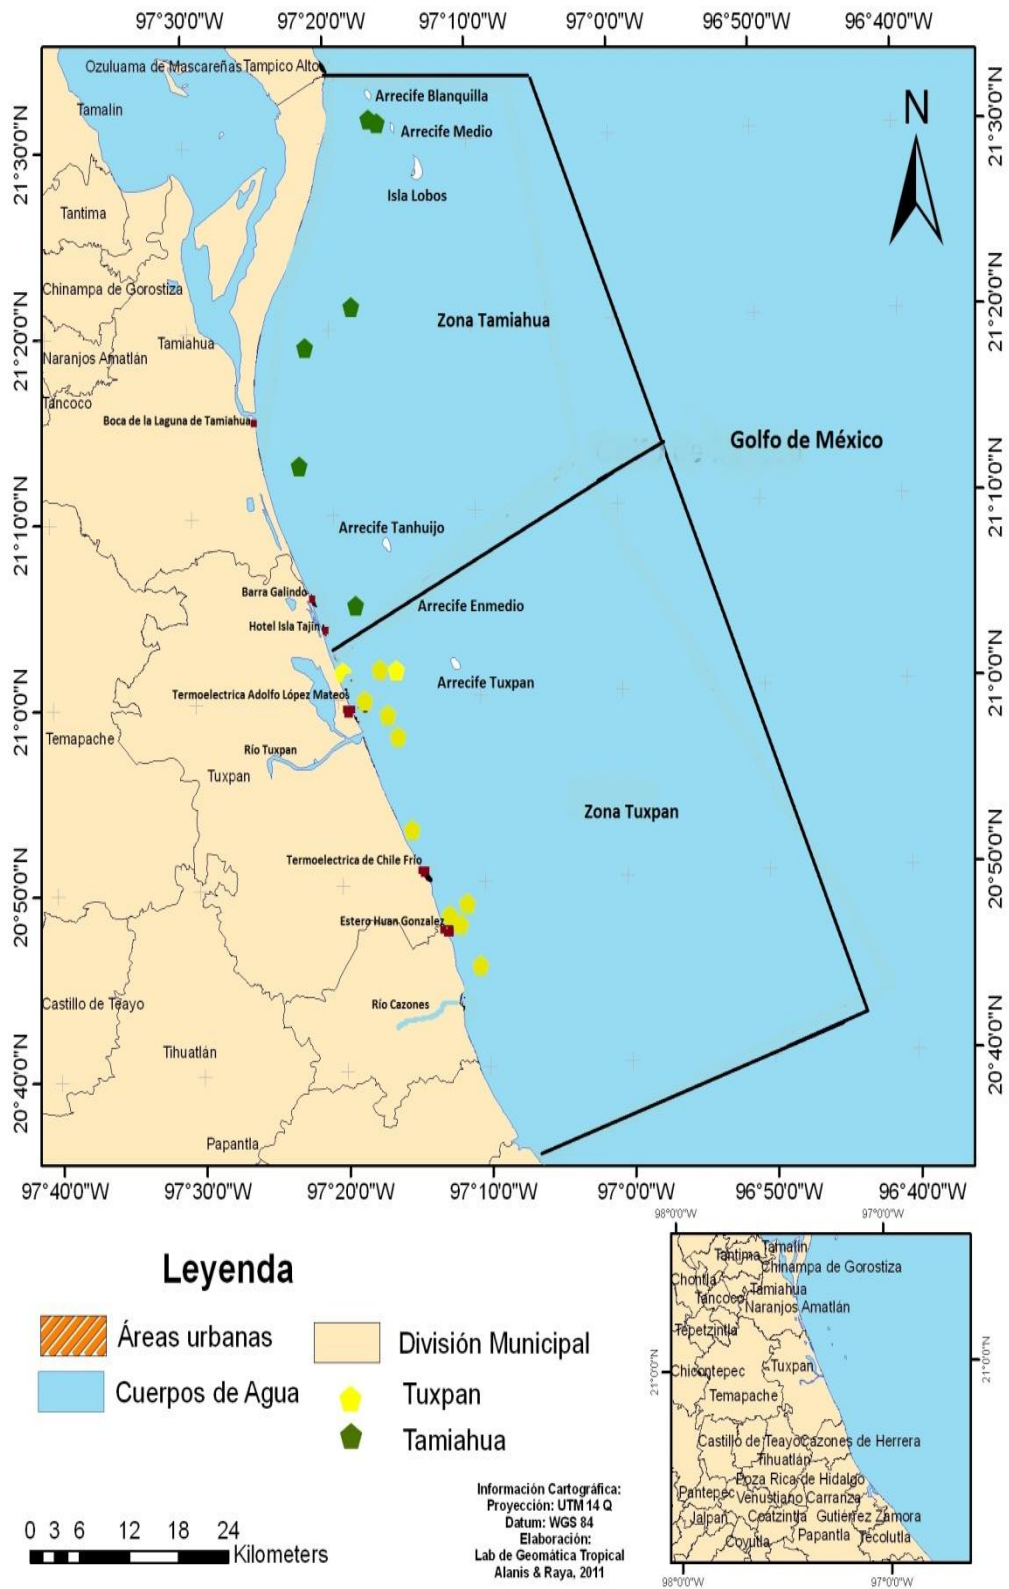 97°30'0"W 97°20'0"W 97°10'0"W 97°0'0"W 96°50'0"W 96°40'0"W
Ozuluama de Mascareñas
Tampico Alto
Tamalín
Arrecife Blanquilla
Arrecife Medio
Isla Lobos
N
21°30'0"N
21°30'0"N
Tantima
Chinampa de Gorostiza
Zona Tamiahua
21°20'0"N
21°20'0"N
Tamiahua
Naranjos Amatlán
Tancoco
Boca de la Laguna de Tamiahua
Golfo de México
21°10'0"N
21°10'0"N
Arrecife Tanhuijo
Barra Galindo
Arrecife Enmedio
Hotel Isla Tajín
21°0'0"N
21°0'0"N
Arrecife Tuxpan
Termoelectrica Adolfo López Mateos
Temapache
Río Tuxpan
Tuxpan
Zona Tuxpan
20°50'0"N
20°50'0"N
Termoelectrica de Chile Frío
Estero Huan Gonzalez
Castillo de Teayo
Río Cazones
Tihuatlán
20°40'0"N
20°40'0"N
Papantla
97°40'0"W 97°30'0"W 97°20'0"W 97°10'0"W 97°0'0"W 96°50'0"W 96°40'0"W
Leyenda
Áreas urbanas
División Municipal
Cuerpos de Agua
Tuxpan
Tamiahua
0 3 6 12 18 24
Kilometers
Información Cartográfica:
Proyección: UTM 14 Q
Datum: WGS 84
Elaboración:
Lab de Geomática Tropical
Alanis & Raya, 2011
98°0'0"W 97°0'0"W
Tamalín
Tantima
Chinampa de Gorostiza
Chontla
Tamiahua
Tancoco
Naranjos Amatlán
Tepetzintla
21°0'0"N
21°0'0"N
Chicontepec
Tuxpan
Temapache
Castillo de Teayo
Cazones de Herrera
Tihuatlán
Poza Rica de Hidalgo
Pantepec
Venustiano Carranza
Jalpan
Coatzintla
Gutiérrez Zamora
Papantla
Tecolutla
Coyutla
98°0'0"W 97°0'0"W